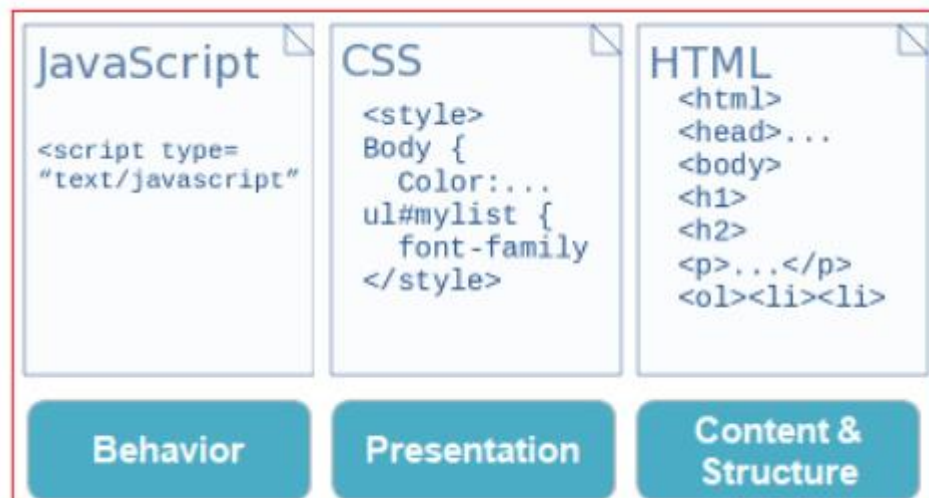 JavaScript
<script type=
“text/javascript”
CSS
<style>
Body {
Color:...
ul#mylist {
font-family
</style>
HTML
<html>
<head>...
<body>
<h1>
<h2>
<p>...</p>
<ol><li><li>
Behavior
Presentation
Content &
Structure